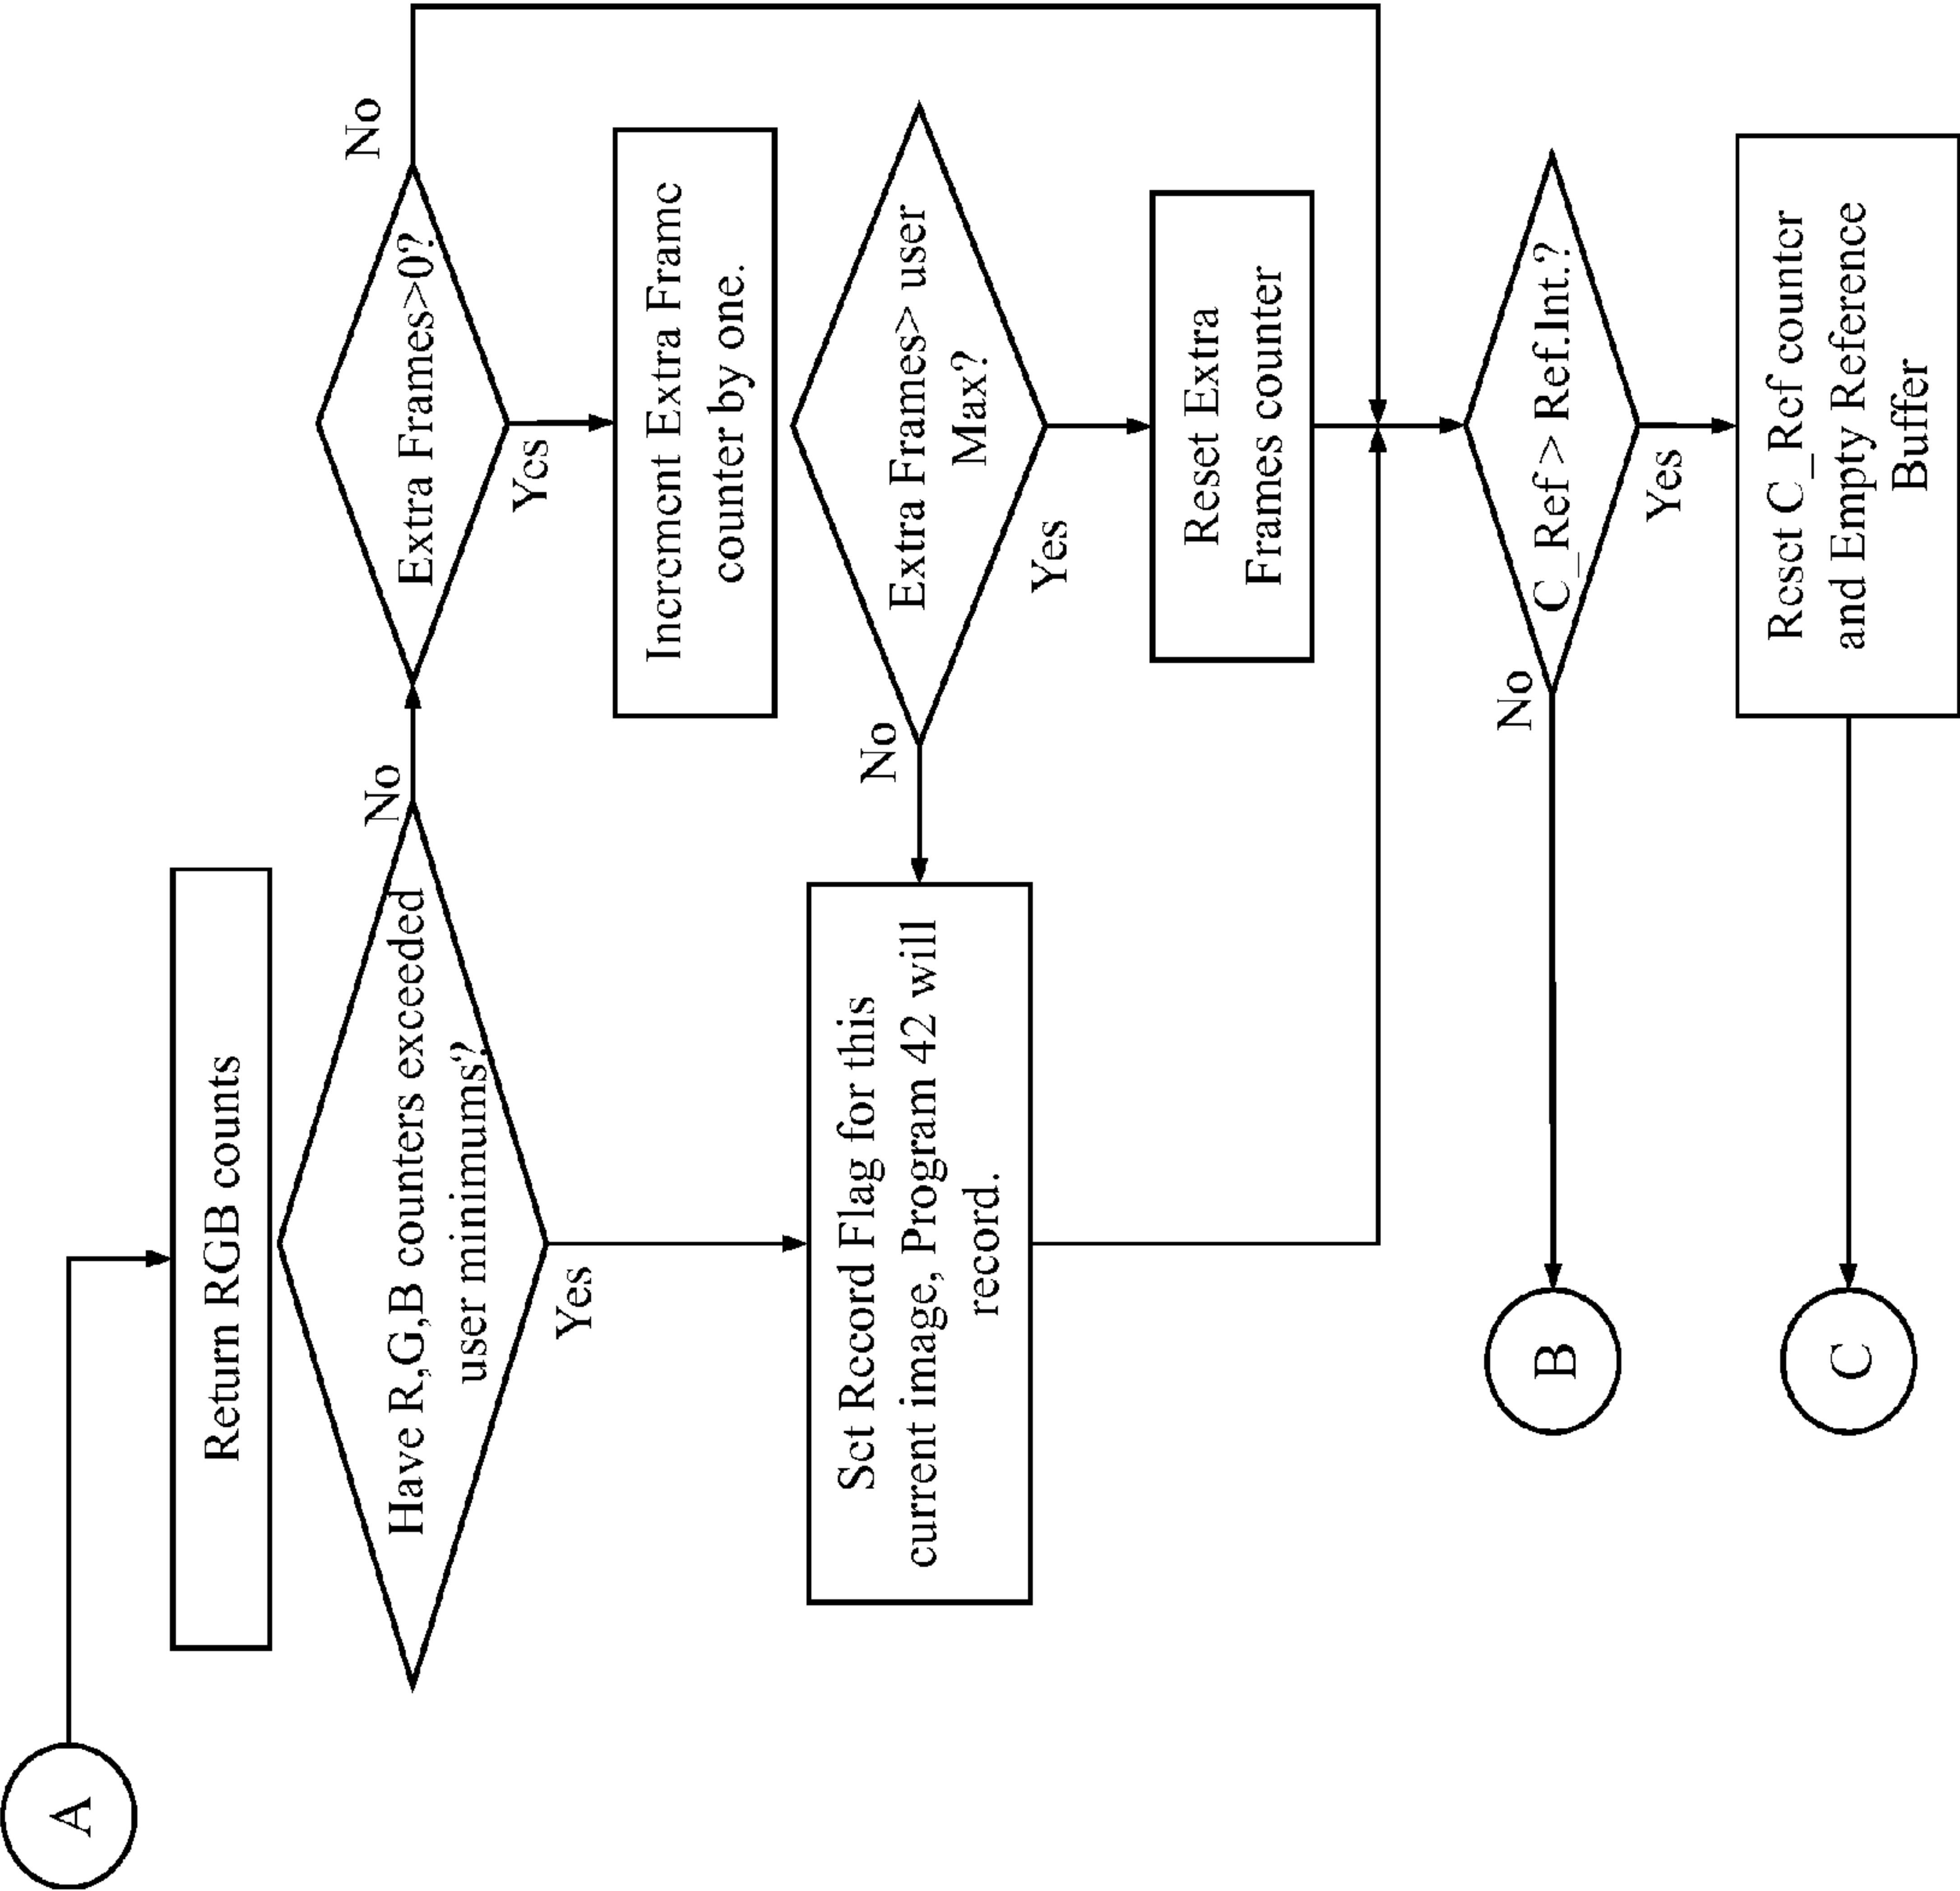 A
Return RGB counts
Have R,G,B counters exceeded
user minimums?
No
Yes
Extra Frames>0?
No
Yes
Increment Extra Frame
counter by one.
Extra Frames> user
Max?
No
Yes
Set Record Flag for this
current image, Program 42 will
record.
Reset Extra
Frames counter
C_Ref > Ref.Int.?
No
Yes
B
Reset C_Ref counter
and Empty Reference
Buffer
C